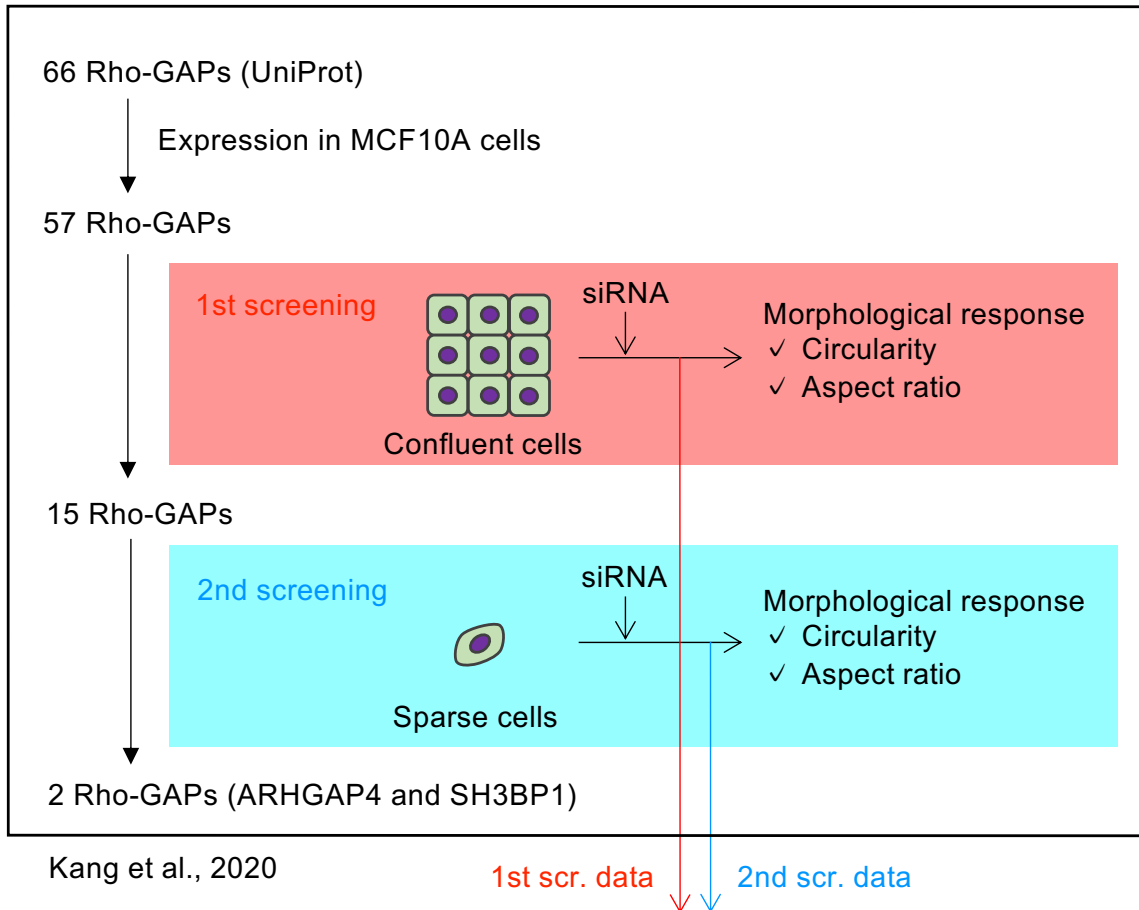 66 Rho-GAPs (UniProt)
Expression in MCF10A cells
57 Rho-GAPs
1st screening
siRNA
Confluent cells
Morphological response
✓ Circularity
✓ Aspect ratio
15 Rho-GAPs
2nd screening
siRNA
Sparse cells
Morphological response
✓ Circularity
✓ Aspect ratio
2 Rho-GAPs (ARHGAP4 and SH3BP1)
Kang et al., 2020
1st scr. data
2nd scr. data